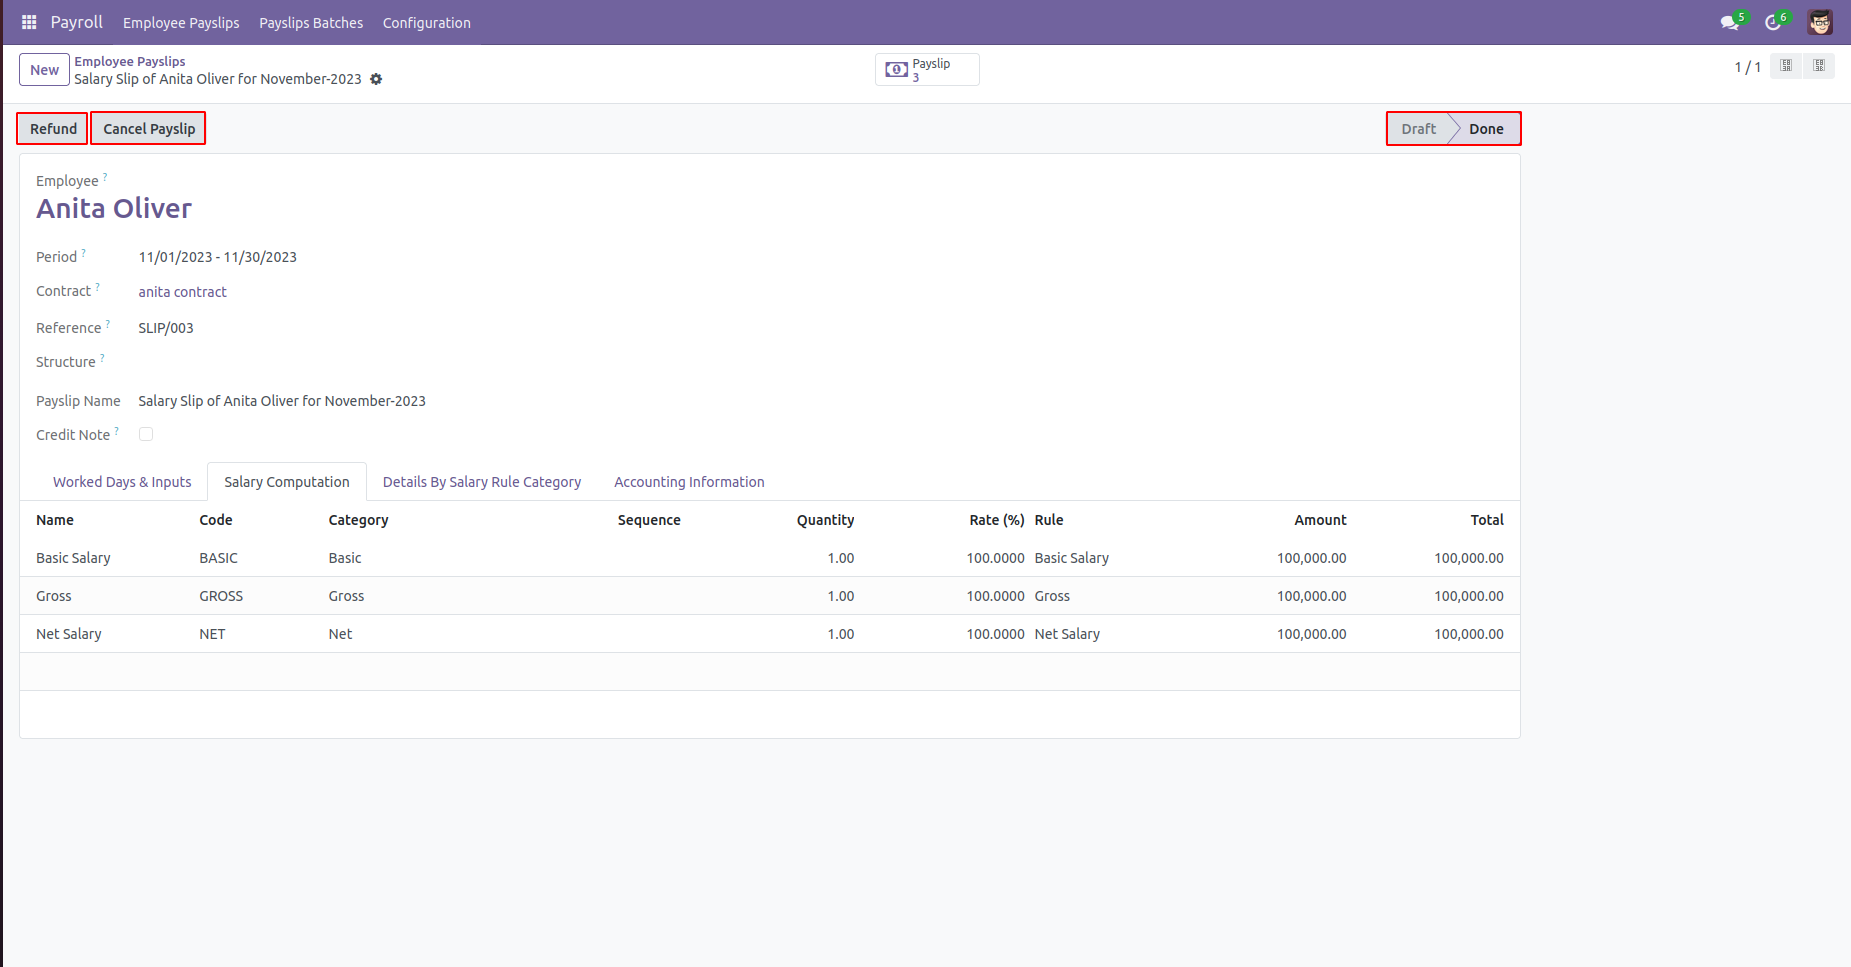 Payroll Employee Payslips Payslips Batches Configuration 5 6
New Employee Payslips
Salary Slip of Anita Oliver for November-2023
Payslip
3
1 / 1
Refund Cancel Payslip Draft Done
Employee ?
Anita Oliver
Period ? 11/01/2023 - 11/30/2023
Contract ? anita contract
Reference ? SLIP/003
Structure ?
Payslip Name Salary Slip of Anita Oliver for November-2023
Credit Note ?
Worked Days & Inputs Salary Computation Details By Salary Rule Category Accounting Information
Name Code Category Sequence Quantity Rate (%) Rule Amount Total
Basic Salary BASIC Basic 1.00 100.0000 Basic Salary 100,000.00 100,000.00
Gross GROSS Gross 1.00 100.0000 Gross 100,000.00 100,000.00
Net Salary NET Net 1.00 100.0000 Net Salary 100,000.00 100,000.00